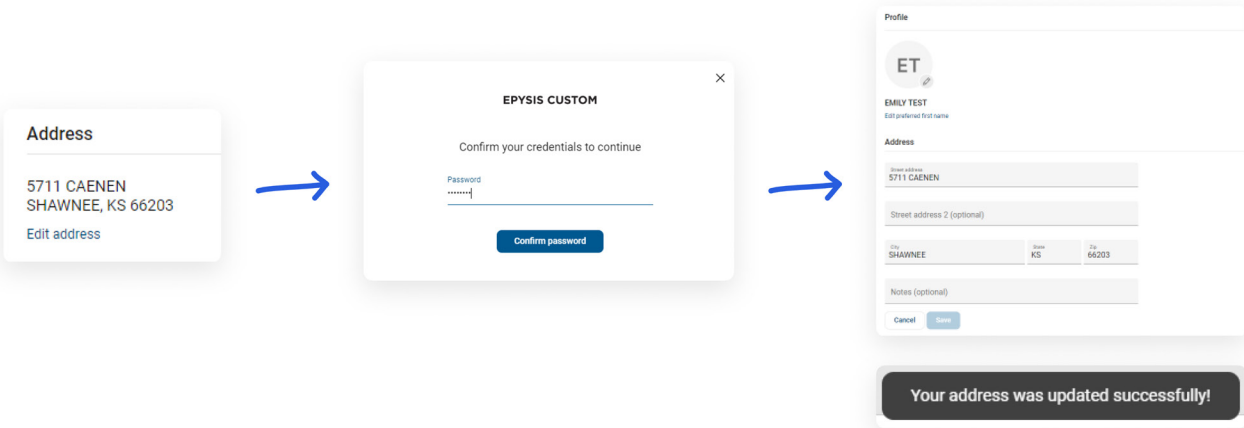 Address
5711 CAENEN
SHAWNEE, KS 66203
Edit address
EPYSIS CUSTOM
Confirm your credentials to continue
Password
••••••••
Confirm password
Profile
ET
EMILY TEST
Edit preferred first name
Address
Street address
5711 CAENEN
Street address 2 (optional)
City State Zip
SHAWNEE KS 66203
Notes (optional)
Cancel Save
Your address was updated successfully!